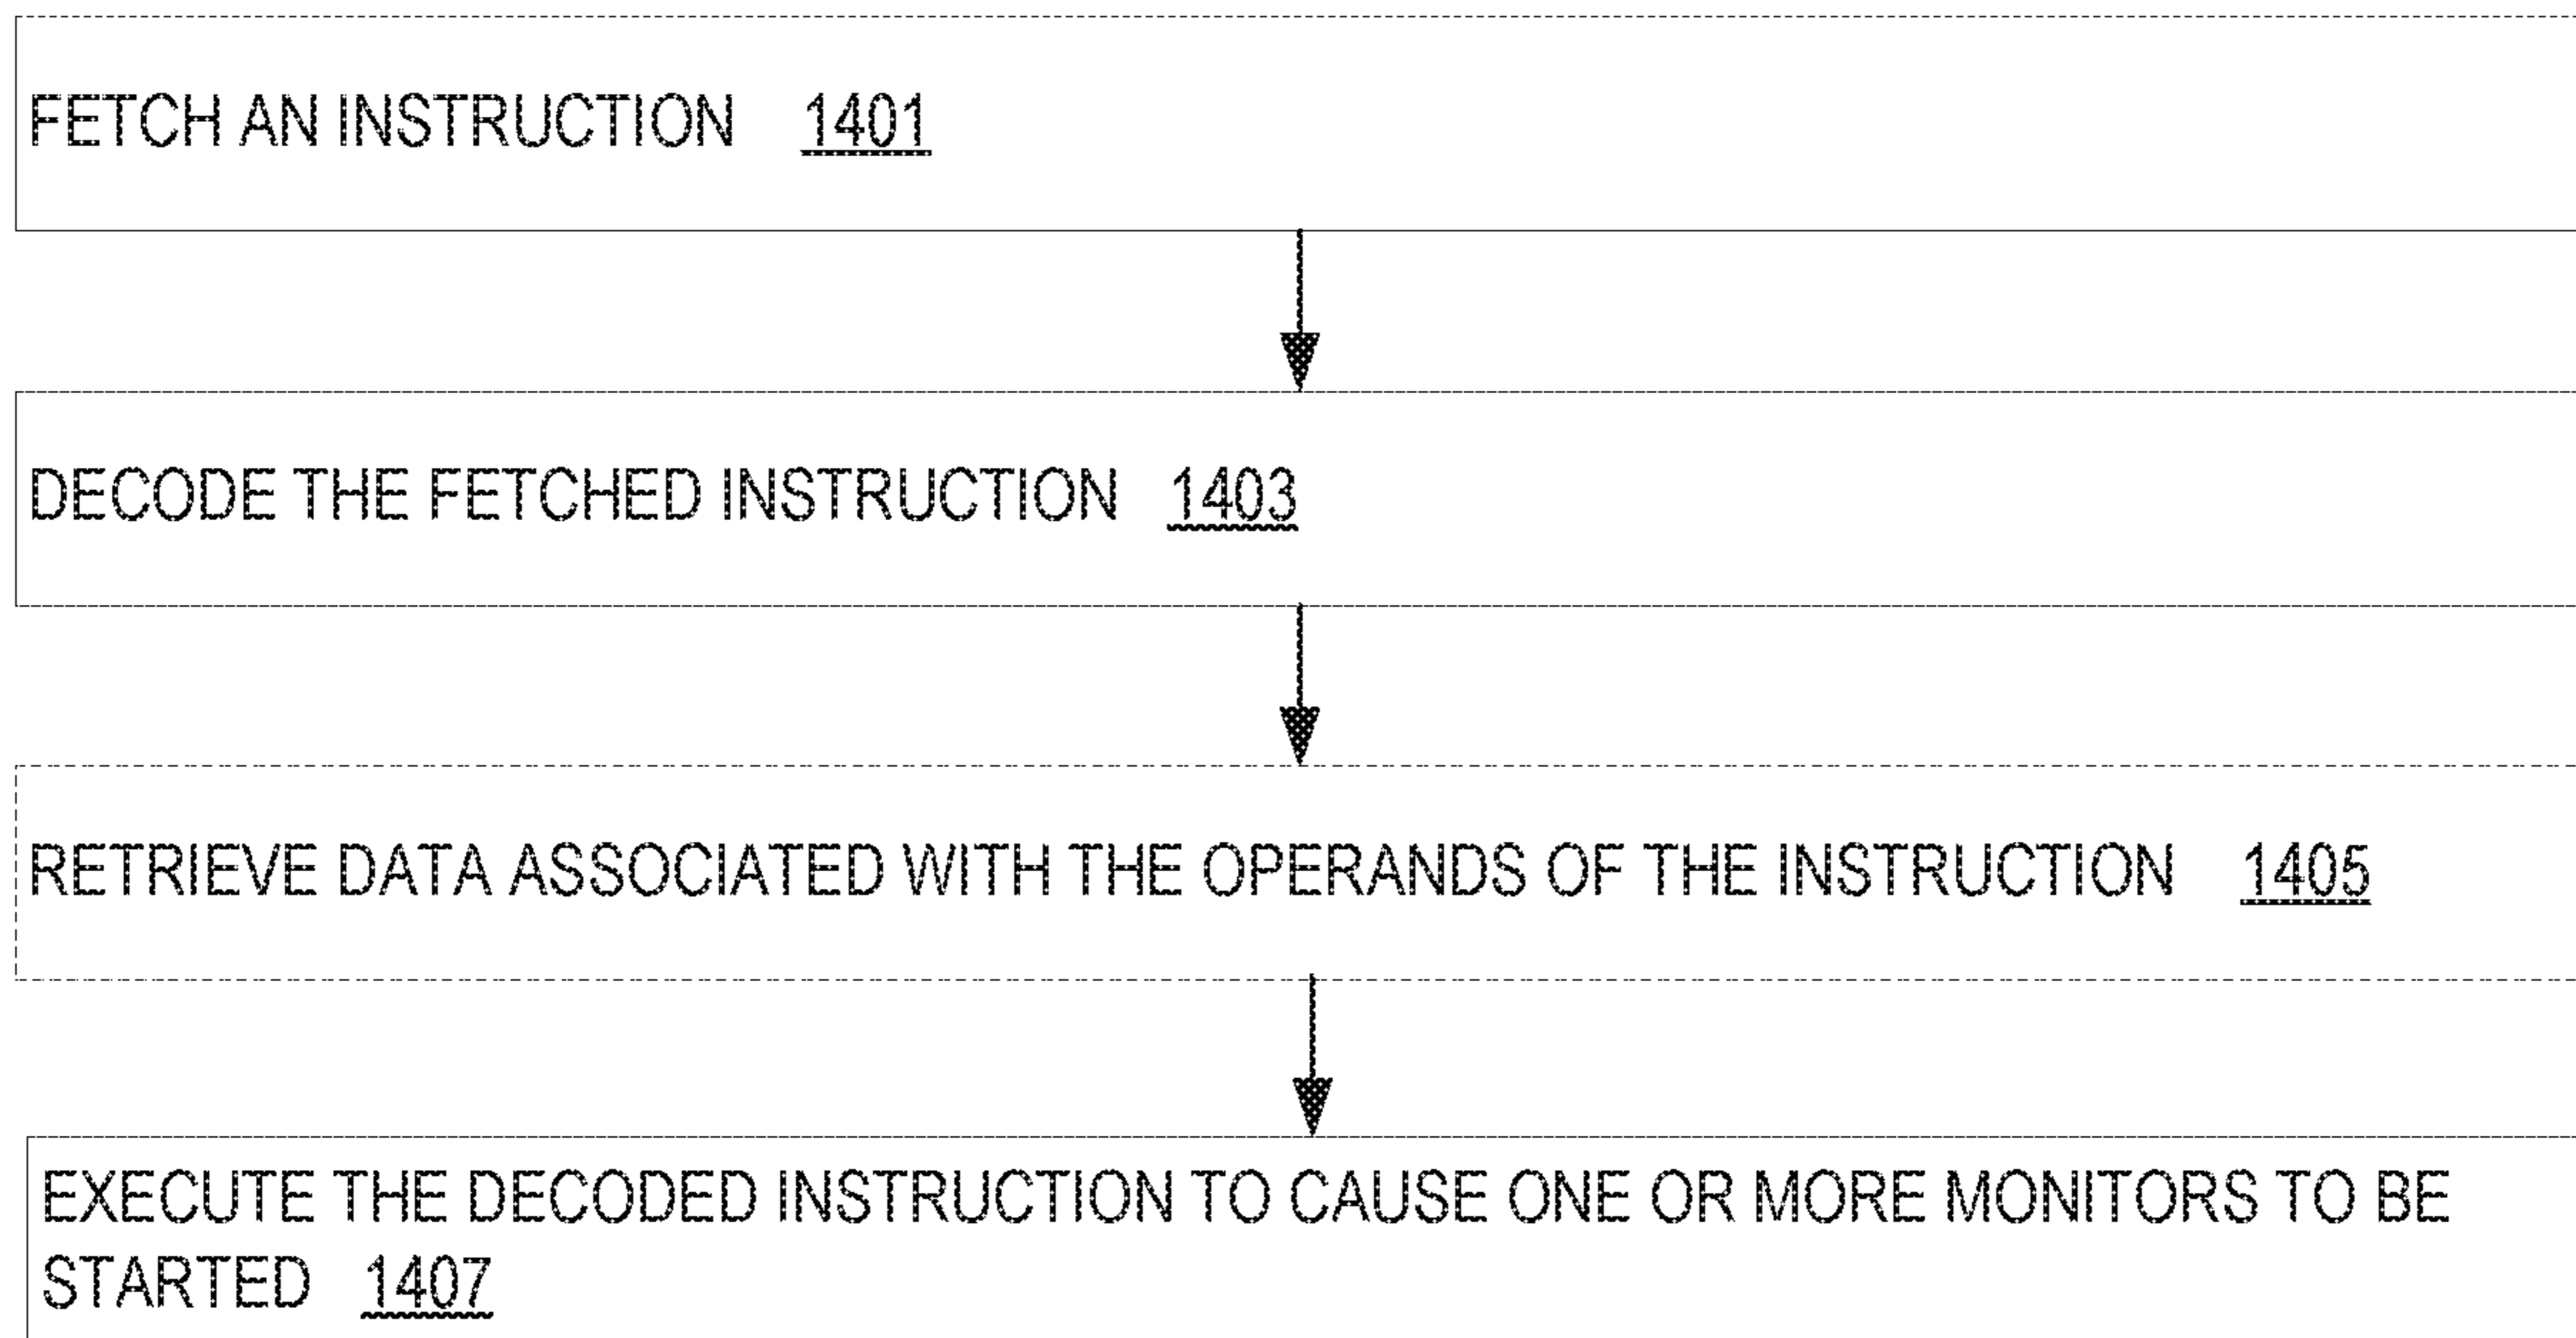 FETCH AN INSTRUCTION 1401
DECODE THE FETCHED INSTRUCTION 1403
RETRIEVE DATA ASSOCIATED WITH THE OPERANDS OF THE INSTRUCTION 1405
EXECUTE THE DECODED INSTRUCTION TO CAUSE ONE OR MORE MONITORS TO BE
STARTED 1407